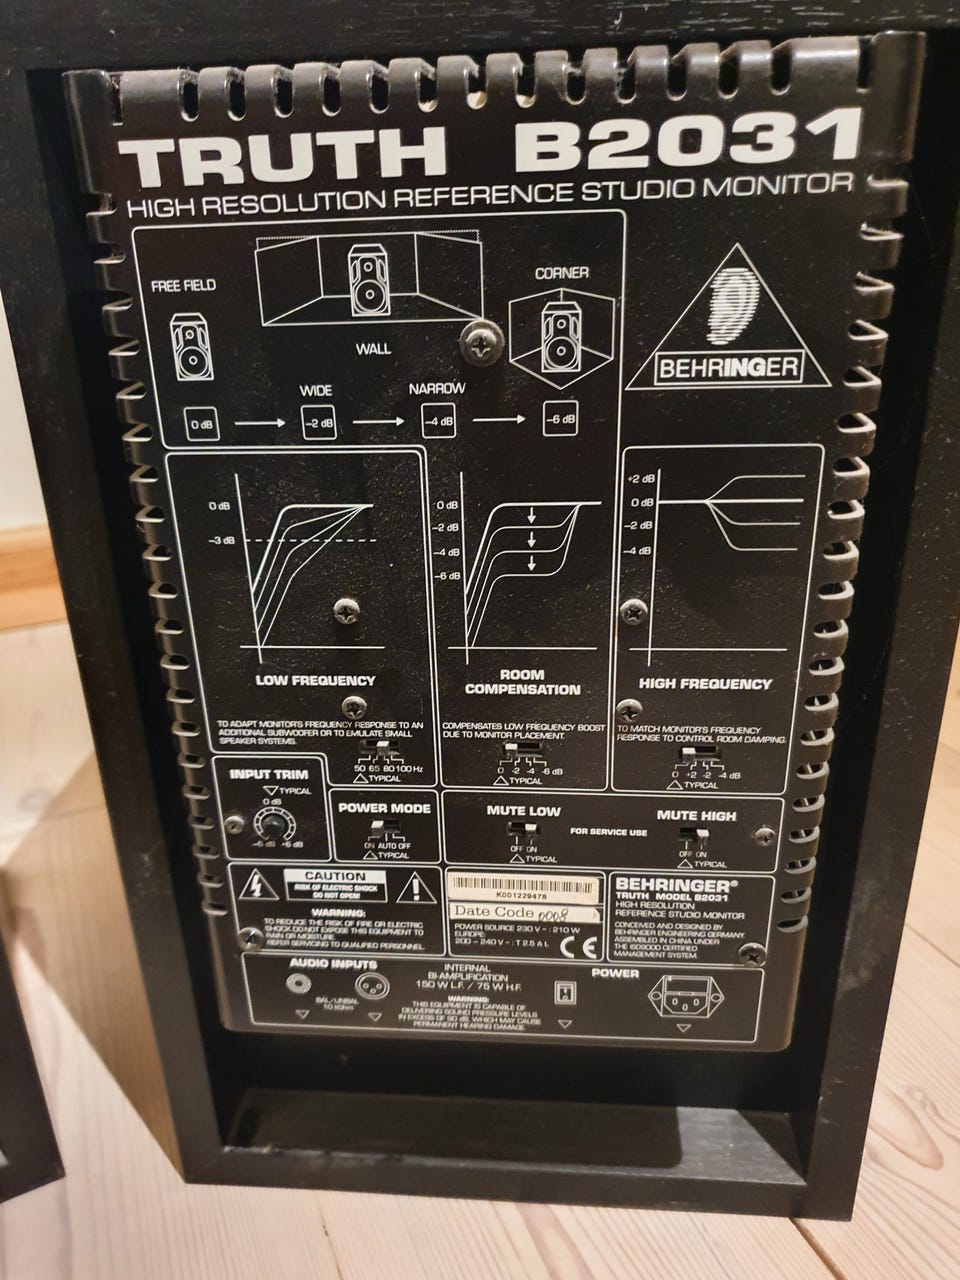 TRUTH B2031
HIGH RESOLUTION REFERENCE STUDIO MONITOR
FREE FIELD
WALL
CORNER
WIDE
NARROW
0 dB
-2 dB
-4 dB
-6 dB
BEHRINGER
0 dB
-3 dB
LOW FREQUENCY
TO ADAPT MONITOR'S FREQUENCY RESPONSE TO AN
ADDITIONAL SUBWOOFER OR TO EMULATE SMALL
SPEAKER SYSTEMS.
50 65 80 100 Hz
TYPICAL
0 dB
-2 dB
-4 dB
-6 dB
ROOM
COMPENSATION
COMPENSATES LOW FREQUENCY BOOST
DUE TO MONITOR PLACEMENT.
0 -2 -4 -6 dB
TYPICAL
+2 dB
0 dB
-2 dB
-4 dB
HIGH FREQUENCY
TO MATCH MONITOR'S FREQUENCY
RESPONSE TO CONTROL ROOM DAMPING.
0 +2 -2 -4 dB
TYPICAL
INPUT TRIM
TYPICAL
0 dB
-6 dB +6 dB
POWER MODE
ON AUTO OFF
TYPICAL
MUTE LOW
OFF ON
TYPICAL
FOR SERVICE USE
MUTE HIGH
OFF ON
TYPICAL
CAUTION
RISK OF ELECTRIC SHOCK
DO NOT OPEN!
WARNING:
TO REDUCE THE RISK OF FIRE OR ELECTRIC
SHOCK DO NOT EXPOSE THIS EQUIPMENT TO
RAIN OR MOISTURE.
REFER SERVICING TO QUALIFIED PERSONNEL.
K001229478
Date Code 0008
POWER SOURCE 230 V ~ : 210 W
EUROPE:
200 - 240 V ~ : T 2.5 A L
CE
BEHRINGER®
TRUTH MODEL B2031
HIGH RESOLUTION
REFERENCE STUDIO MONITOR
CONCEIVED AND DESIGNED BY
BEHRINGER ENGINEERING GERMANY.
ASSEMBLED IN CHINA UNDER
THE ISO9000 CERTIFIED
MANAGEMENT SYSTEM.
AUDIO INPUTS
BAL/UNBAL
10 kOhm
INTERNAL
BI-AMPLIFICATION
150 W L.F. / 75 W H.F.
WARNING:
THIS EQUIPMENT IS CAPABLE OF
DELIVERING SOUND PRESSURE LEVELS
IN EXCESS OF 90 dB, WHICH MAY CAUSE
PERMANENT HEARING DAMAGE.
POWER